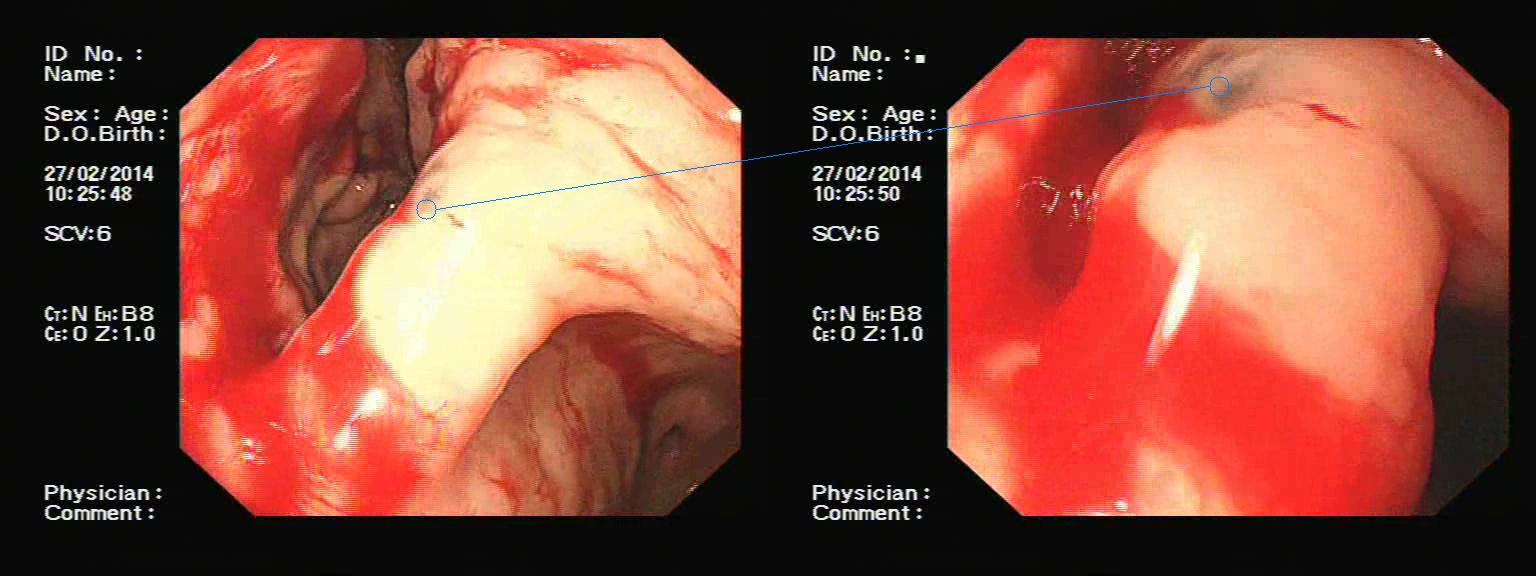 ID No.:
Name:
Sex: Age:
D.O.Birth:
27/02/2014
10:25:48
SCV:6
CT:N EH:B8
CE:0 Z:1.0
Physician:
Comment:
ID No.:
Name:
Sex: Age:
D.O.Birth:
27/02/2014
10:25:50
SCV:6
CT:N EH:B8
CE:0 Z:1.0
Physician:
Comment: